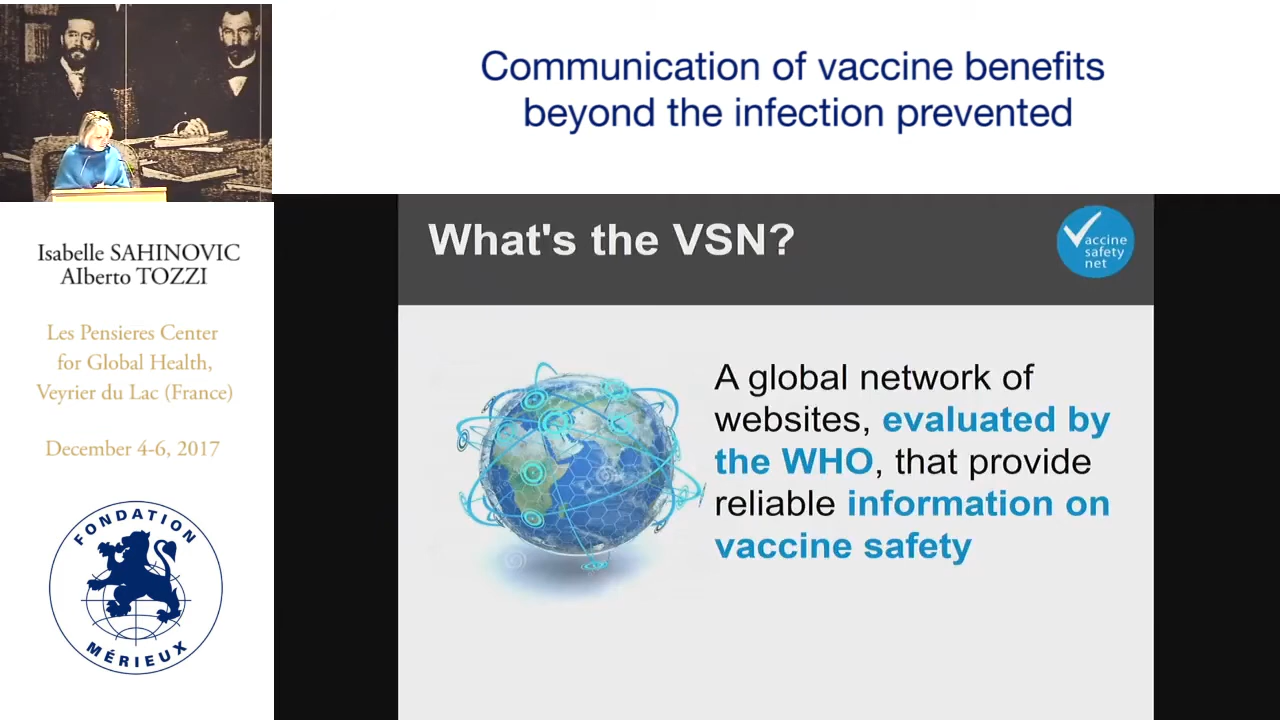 Communication of vaccine benefits
beyond the infection prevented
Isabelle SAHINOVIC
Alberto TOZZI
Les Pensieres Center
for Global Health,
Veyrier du Lac (France)
December 4-6, 2017
FONDATION
MÉRIEUX
What's the VSN?
Vaccine
safety
net
A global network of
websites, evaluated by
the WHO, that provide
reliable information on
vaccine safety